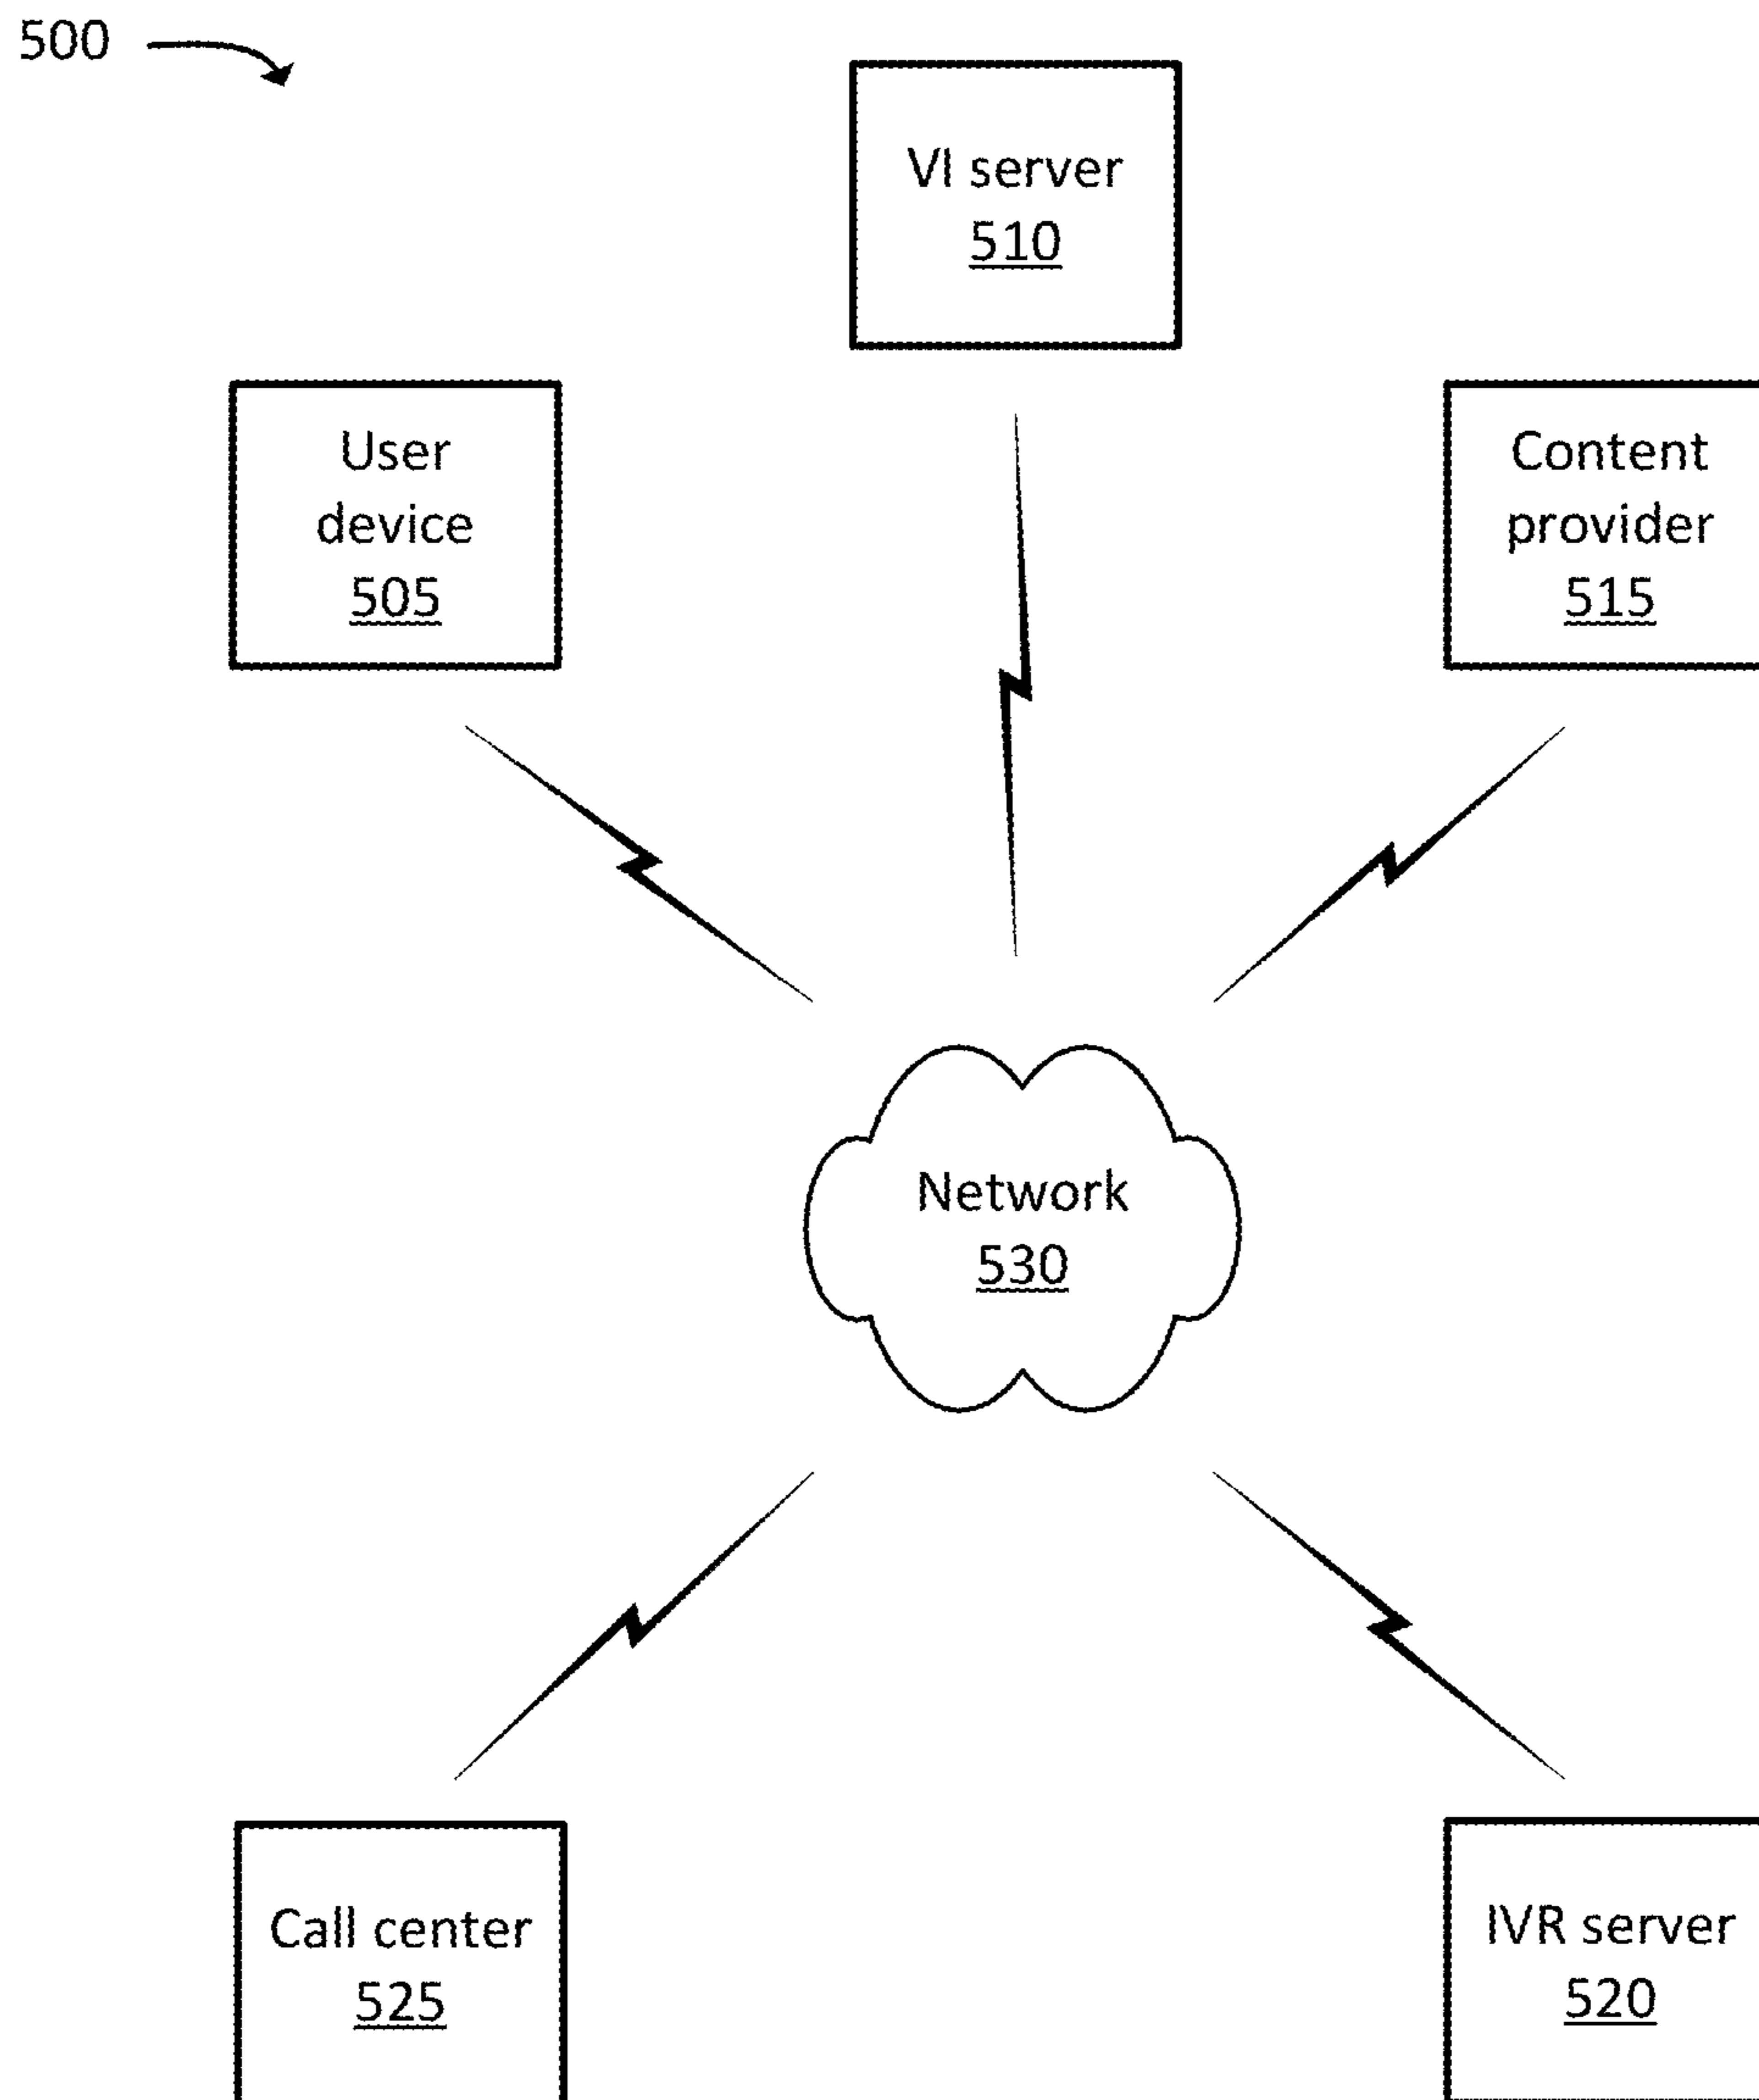 500
VI server
510
User
device
505
Content
provider
515
Network
530
Call center
525
IVR server
520